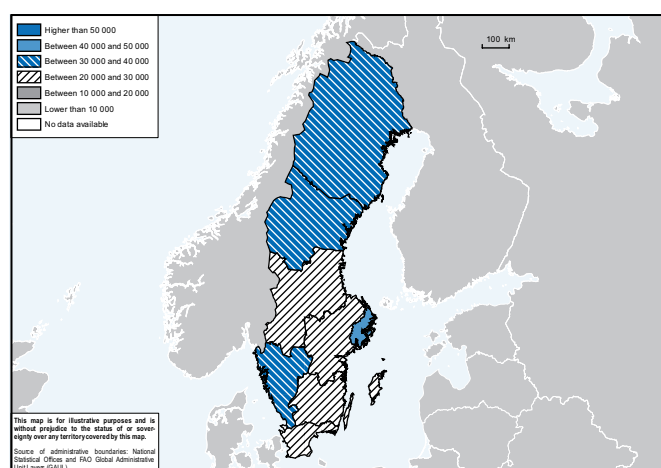 Higher than 50 000
Between 40 000 and 50 000
Between 30 000 and 40 000
Between 20 000 and 30 000
Between 10 000 and 20 000
Lower than 10 000
No data available
100 km
This map is for illustrative purposes and is
without prejudice to the status of or sover-
eignty over any territory covered by this map.
Source of administrative boundaries: National
Statistical Offices and FAO Global Administrative
Unit Layers (GAUL).